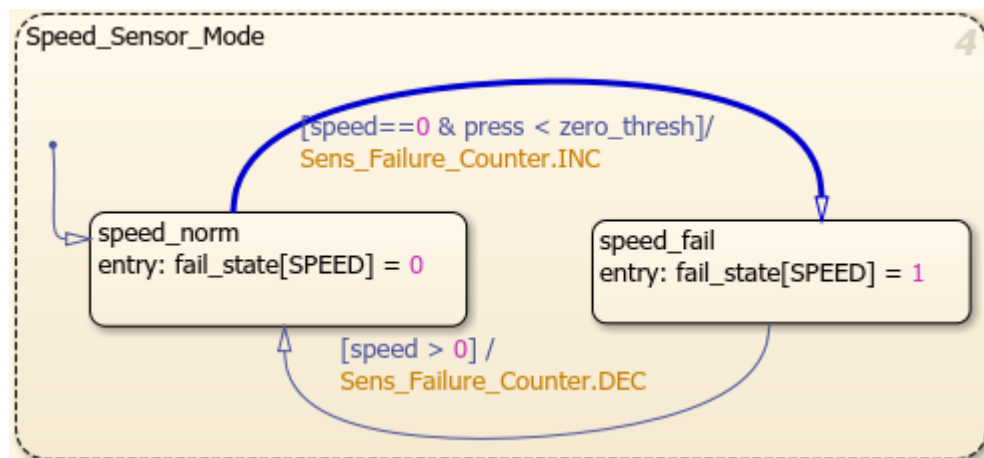 Speed_Sensor_Mode
4
[speed==0 & press < zero_thresh]/
Sens_Failure_Counter.INC
speed_norm
entry: fail_state[SPEED] = 0
speed_fail
entry: fail_state[SPEED] = 1
[speed > 0] /
Sens_Failure_Counter.DEC